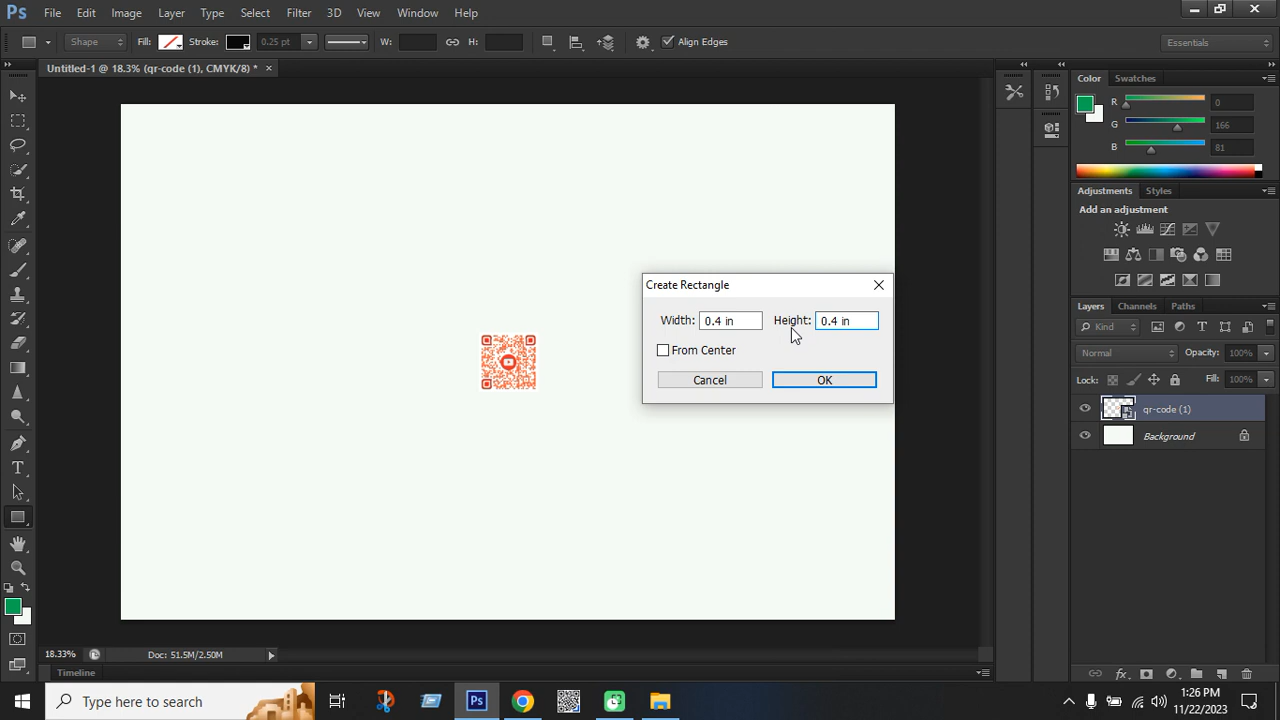 Ps File Edit Image Layer Type Select Filter 3D View Window Help
Shape Fill: Stroke: 0.25 pt W: H: Align Edges Essentials
Untitled-1 @ 18.3% (qr-code (1), CMYK/8) * ×
Color Swatches
R 0
G 166
B 81
Adjustments Styles
Add an adjustment
Create Rectangle
Width: 0.4 in Height: 0.4 in
From Center
Cancel OK
Layers Channels Paths
Kind
Normal Opacity: 100%
Lock: Fill: 100%
qr-code (1)
Background
T
18.33% Doc: 51.5M/2.50M
Timeline
Type here to search
Ps
1:26 PM
11/22/2023